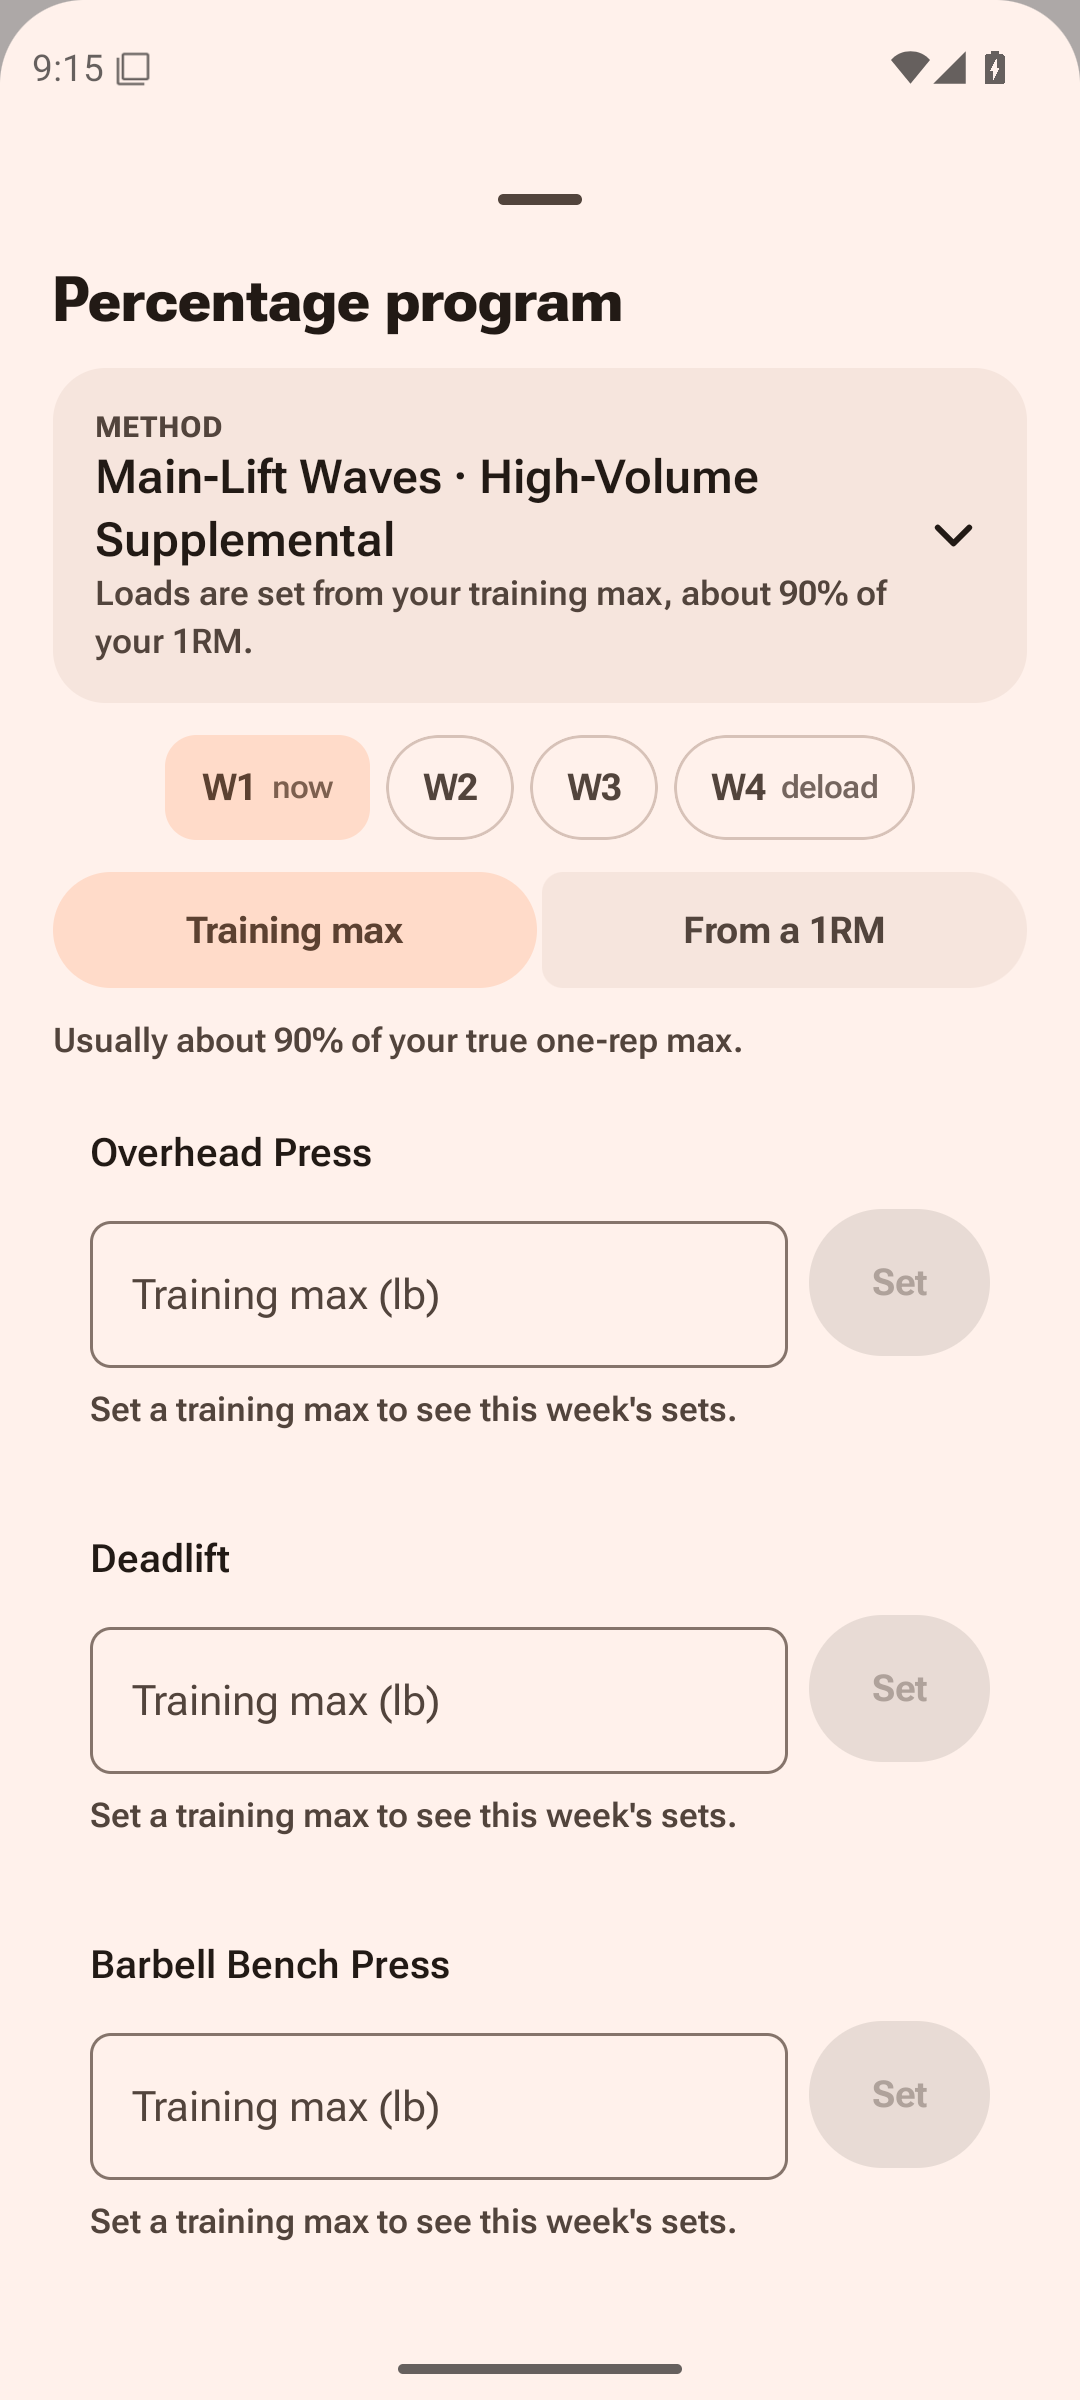 9:15
Percentage program
METHOD
Main-Lift Waves · High-Volume
Supplemental
Loads are set from your training max, about 90% of
your 1RM.
W1 now W2 W3 W4 deload
Training max From a 1RM
Usually about 90% of your true one-rep max.
Overhead Press
Training max (lb) Set
Set a training max to see this week's sets.
Deadlift
Training max (lb) Set
Set a training max to see this week's sets.
Barbell Bench Press
Training max (lb) Set
Set a training max to see this week's sets.